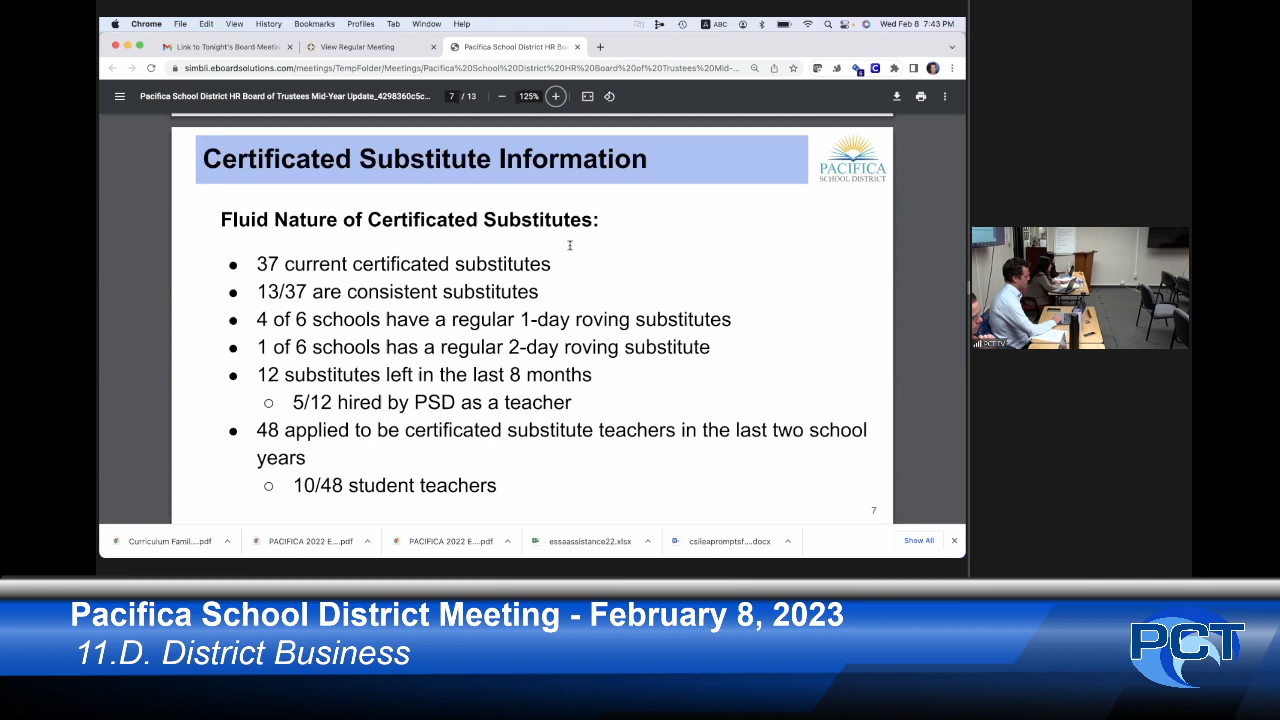 Chrome File Edit View History Bookmarks Profiles Tab Window Help
A ABC
Wed Feb 8 7:43 PM
Link to Tonight's Board Meetin
View Regular Meeting
Pacifica School District HR Bo
simbli.eboardsolutions.com/meetings/TempFolder/Meetings/Pacifica%20School%20District%20HR%20Board%20of%20Trustees%20Mid-...
Pacifica School District HR Board of Trustees Mid-Year Update_4298360c5c...
7 / 13
125%
Certificated Substitute Information
PACIFICA
SCHOOL DISTRICT
Fluid Nature of Certificated Substitutes:
● 37 current certificated substitutes
● 13/37 are consistent substitutes
● 4 of 6 schools have a regular 1-day roving substitutes
● 1 of 6 schools has a regular 2-day roving substitute
● 12 substitutes left in the last 8 months
○ 5/12 hired by PSD as a teacher
● 48 applied to be certificated substitute teachers in the last two school
years
○ 10/48 student teachers
7
Curriculum Famil....pdf
PACIFICA 2022 E....pdf
PACIFICA 2022 E....pdf
essaassistance22.xlsx
csileapromptsf....docx
Show All
PCT TV
Pacifica School District Meeting - February 8, 2023
11.D. District Business
PCT